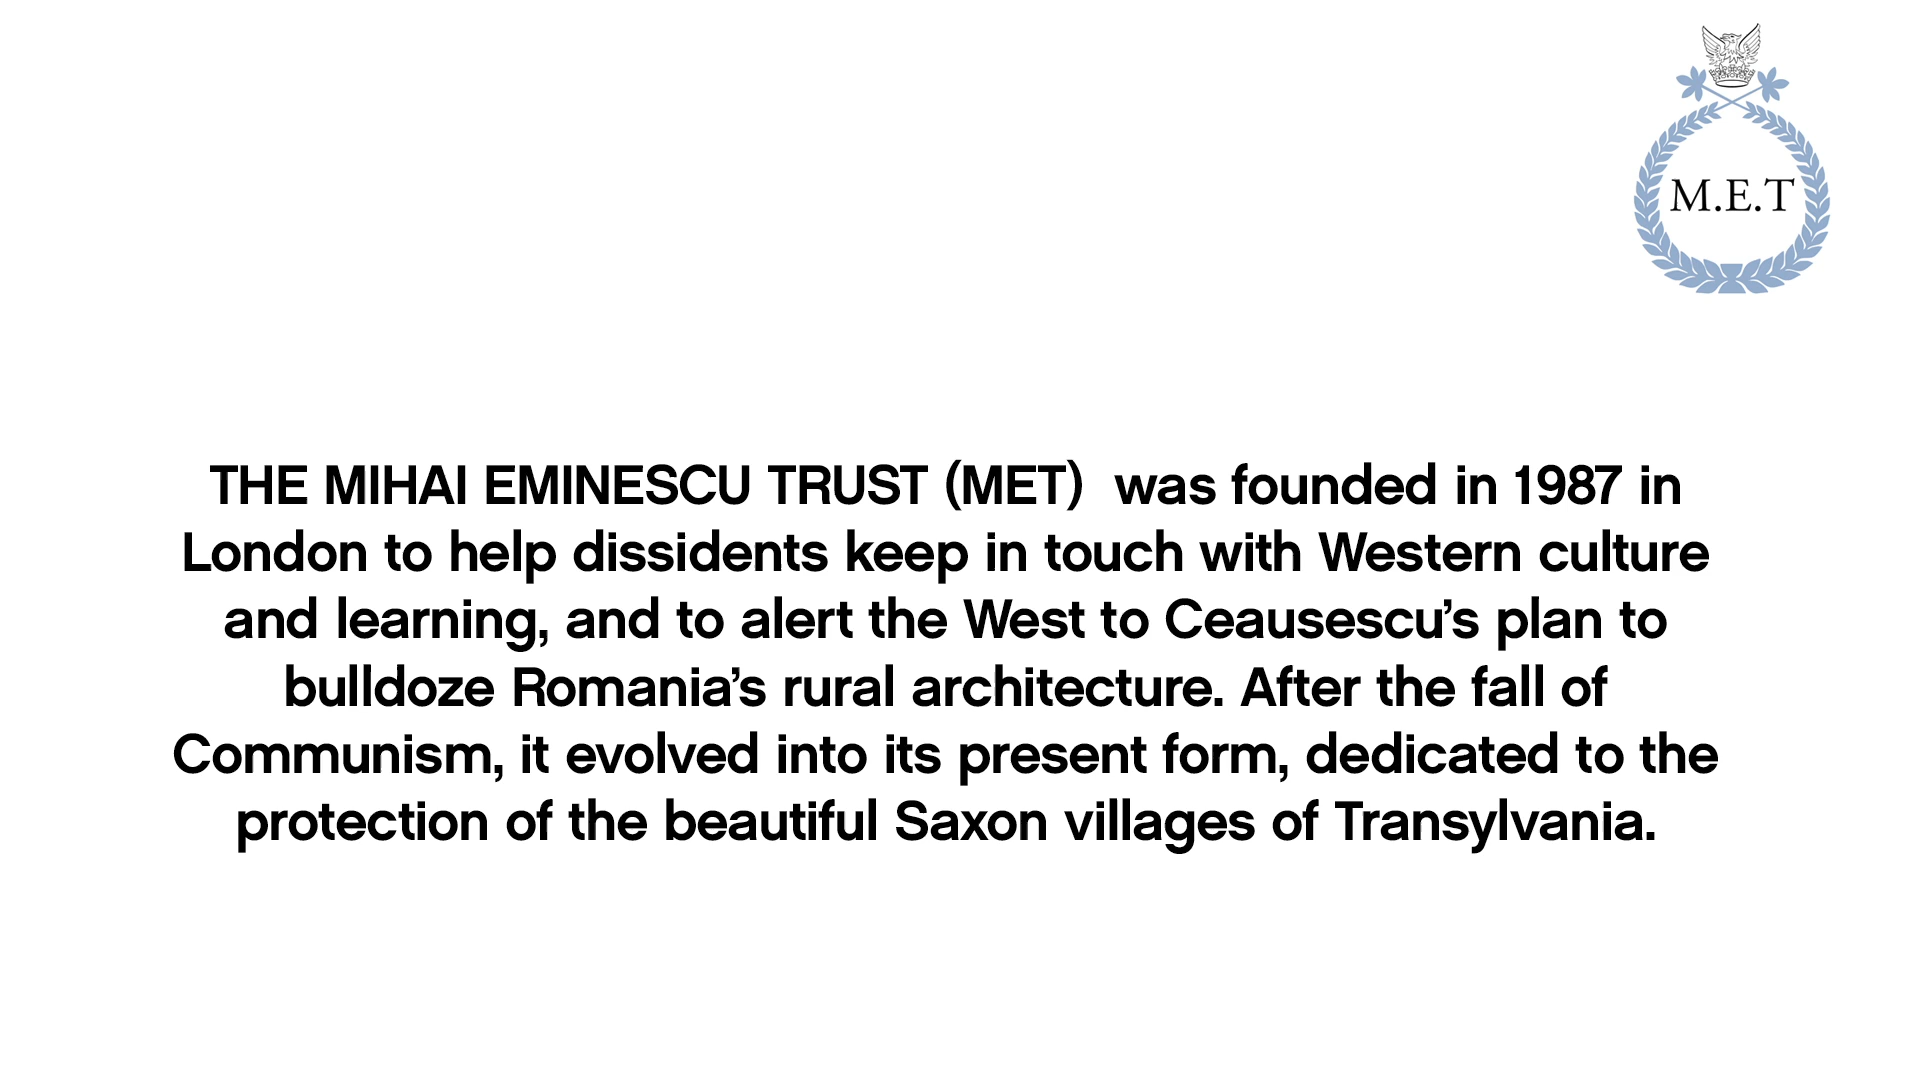 M.E.T
THE MIHAI EMINESCU TRUST (MET)  was founded in 1987 in
London to help dissidents keep in touch with Western culture
and learning, and to alert the West to Ceausescu’s plan to
bulldoze Romania’s rural architecture. After the fall of
Communism, it evolved into its present form, dedicated to the
protection of the beautiful Saxon villages of Transylvania.